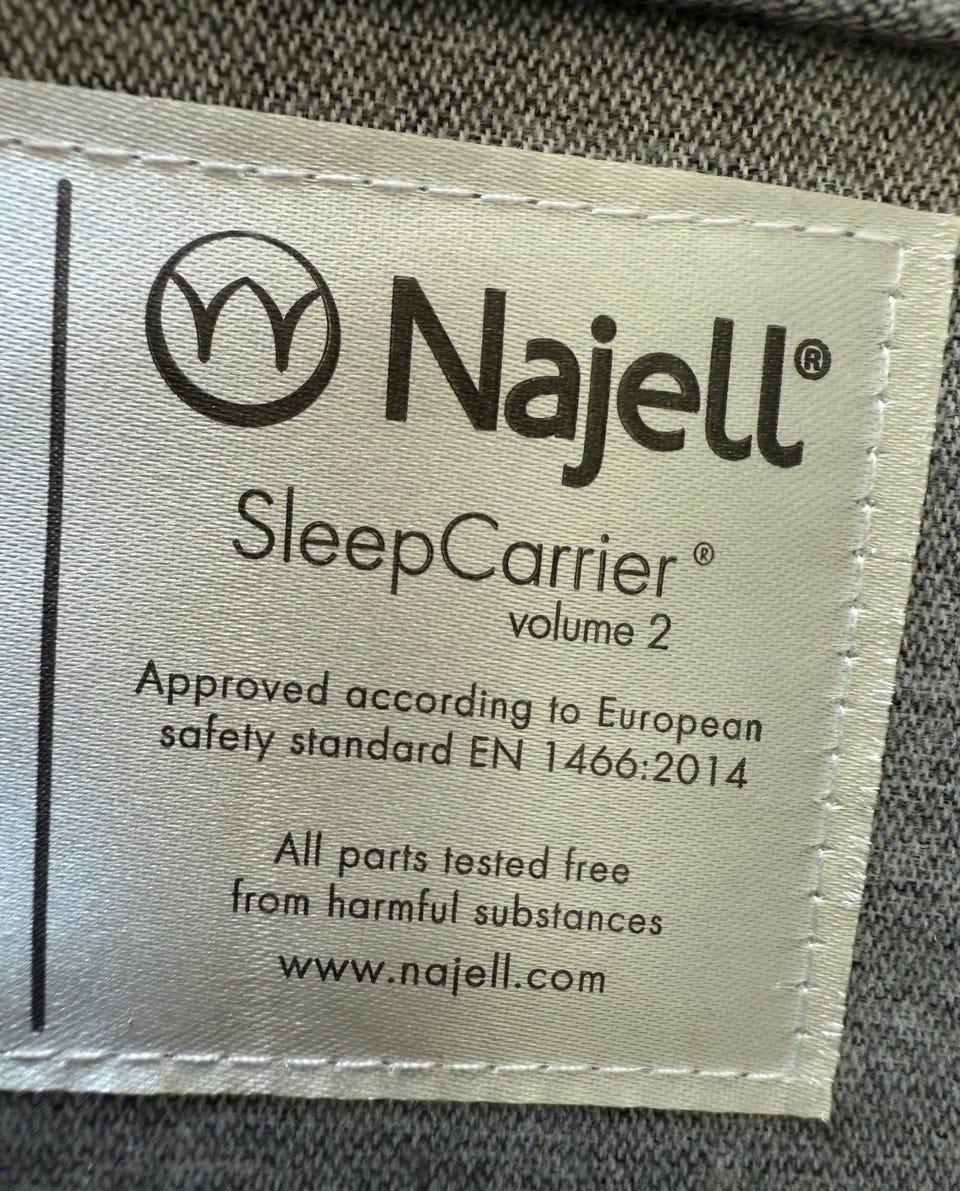 Najell®
SleepCarrier®
volume 2
Approved according to European
safety standard EN 1466:2014
All parts tested free
from harmful substances
www.najell.com